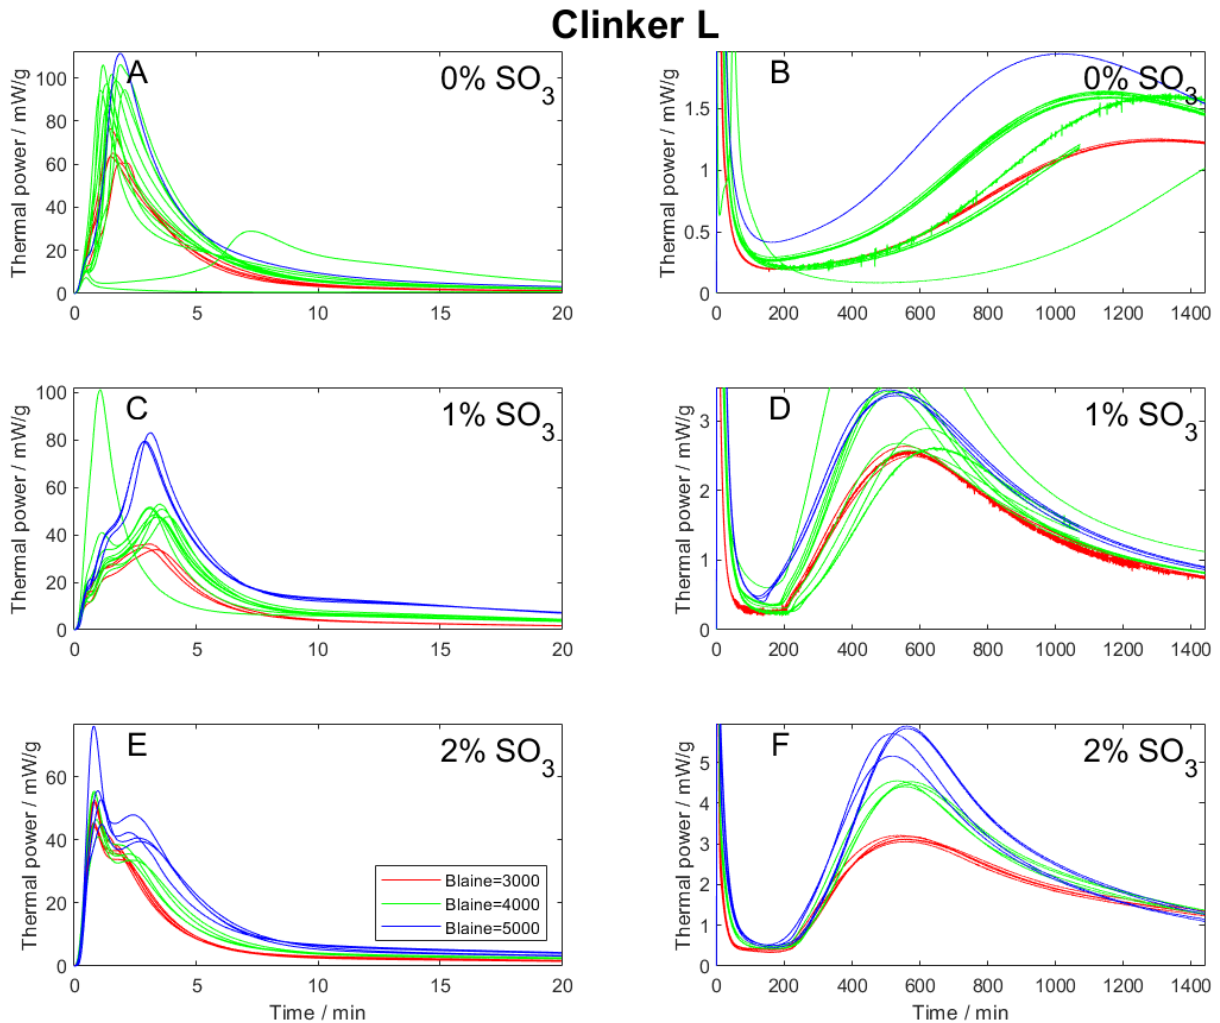 Clinker L
A
0% SO3
Thermal power / mW/g
100
80
60
40
20
0
0
5
10
15
20
B
0% SO3
Thermal power / mW/g
1.5
1
0.5
0
0
200
400
600
800
1000
1200
1400
C
1% SO3
Thermal power / mW/g
100
80
60
40
20
0
0
5
10
15
20
D
1% SO3
Thermal power / mW/g
3
2
1
0
0
200
400
600
800
1000
1200
1400
E
2% SO3
Thermal power / mW/g
60
40
20
0
0
5
10
15
20
Time / min
Blaine=3000
Blaine=4000
Blaine=5000
F
2% SO3
Thermal power / mW/g
5
4
3
2
1
0
0
200
400
600
800
1000
1200
1400
Time / min